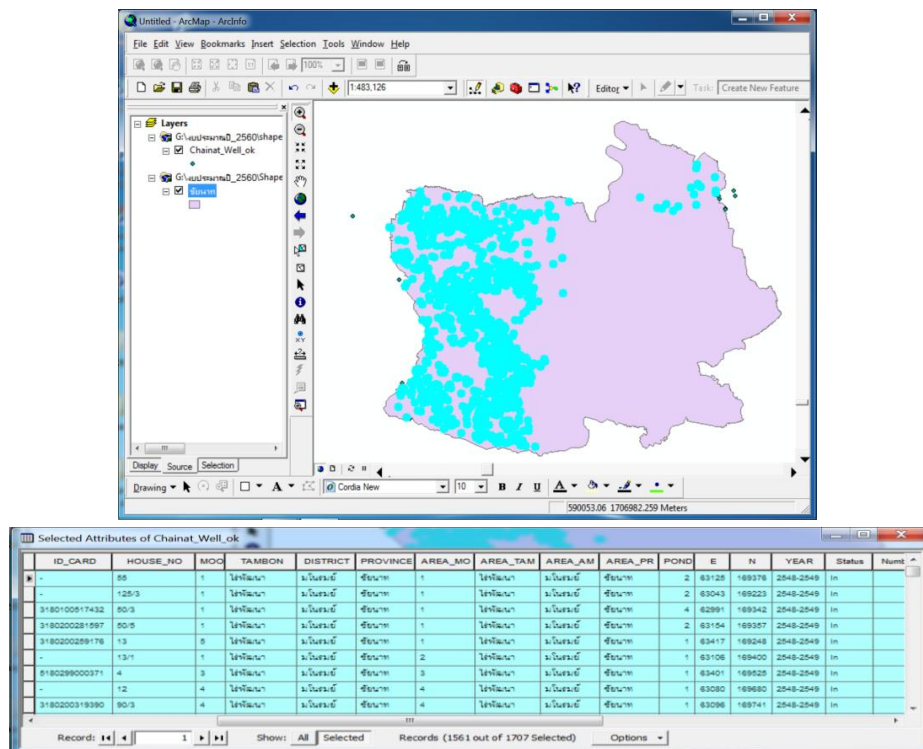 Untitled - ArcMap - ArcInfo
File Edit View Bookmarks Insert Selection Tools Window Help
100%
1:483,126 Editor Task: Create New Feature
Layers
G:\งบประมาณปี_2560\shape
Chainat_Well_ok
G:\งบประมาณปี_2560\Shape
ชัยนาท
Display Source Selection
Drawing A Cordia New 10 B I U A
590053.06 1706982.259 Meters
Selected Attributes of Chainat_Well_ok
ID_CARD HOUSE_NO MOO TAMBON DISTRICT PROVINCE AREA_MO AREA_TAM AREA_AM AREA_PR POND E N YEAR Status Numb
- 55 1 ไร่พัฒนา มโนรมย์ ชัยนาท 1 ไร่พัฒนา มโนรมย์ ชัยนาท 2 63125 169376 2548-2549 In
- 125/3 1 ไร่พัฒนา มโนรมย์ ชัยนาท 1 ไร่พัฒนา มโนรมย์ ชัยนาท 2 63043 169223 2548-2549 In
3180100517432 50/3 1 ไร่พัฒนา มโนรมย์ ชัยนาท 1 ไร่พัฒนา มโนรมย์ ชัยนาท 4 62991 169342 2548-2549 In
3180200281597 50/5 1 ไร่พัฒนา มโนรมย์ ชัยนาท 1 ไร่พัฒนา มโนรมย์ ชัยนาท 2 63154 169357 2548-2549 In
3180200259176 13 5 ไร่พัฒนา มโนรมย์ ชัยนาท 1 ไร่พัฒนา มโนรมย์ ชัยนาท 1 63417 169248 2548-2549 In
- 13/1 1 ไร่พัฒนา มโนรมย์ ชัยนาท 2 ไร่พัฒนา มโนรมย์ ชัยนาท 1 63106 169400 2548-2549 In
5180299000371 4 3 ไร่พัฒนา มโนรมย์ ชัยนาท 3 ไร่พัฒนา มโนรมย์ ชัยนาท 1 63401 169525 2548-2549 In
- 12 4 ไร่พัฒนา มโนรมย์ ชัยนาท 4 ไร่พัฒนา มโนรมย์ ชัยนาท 1 63080 169680 2548-2549 In
3180200319390 90/3 4 ไร่พัฒนา มโนรมย์ ชัยนาท 4 ไร่พัฒนา มโนรมย์ ชัยนาท 1 63096 169741 2548-2549 In
Record: 1 Show: All Selected Records (1561 out of 1707 Selected) Options